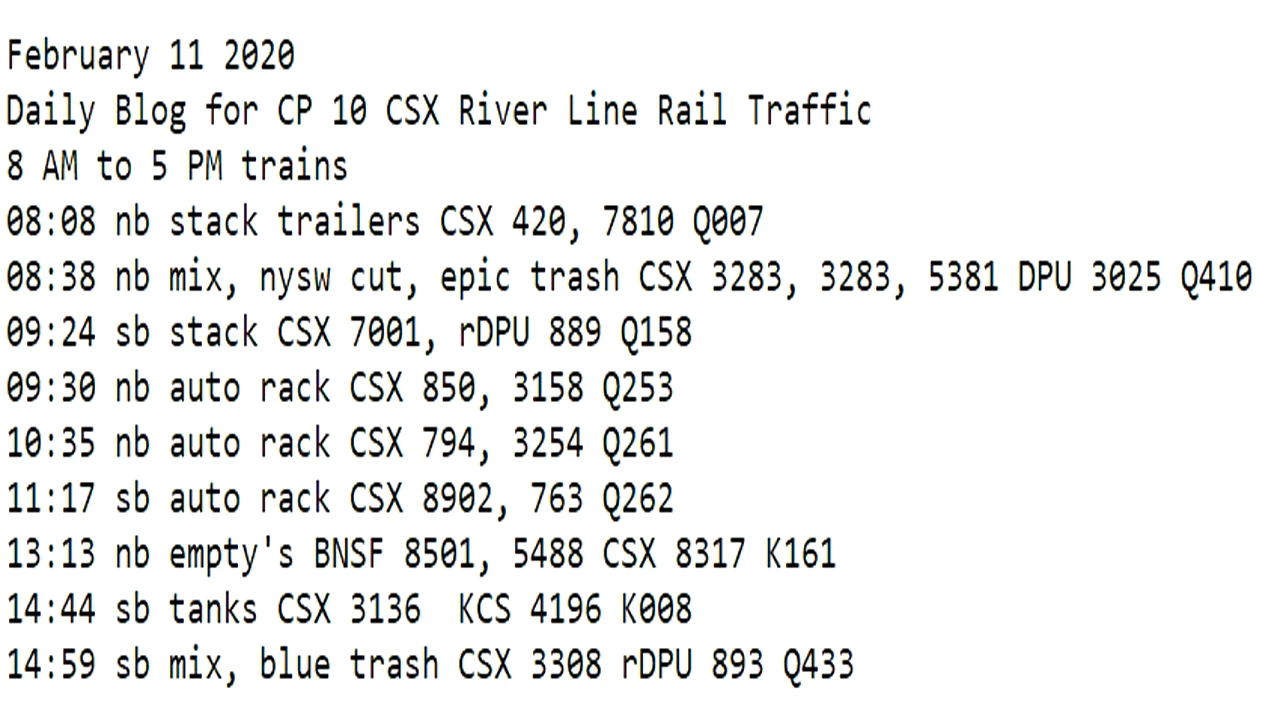 February 11 2020
Daily Blog for CP 10 CSX River Line Rail Traffic
8 AM to 5 PM trains
08:08 nb stack trailers CSX 420, 7810 Q007
08:38 nb mix, nysw cut, epic trash CSX 3283, 3283, 5381 DPU 3025 Q410
09:24 sb stack CSX 7001, rDPU 889 Q158
09:30 nb auto rack CSX 850, 3158 Q253
10:35 nb auto rack CSX 794, 3254 Q261
11:17 sb auto rack CSX 8902, 763 Q262
13:13 nb empty's BNSF 8501, 5488 CSX 8317 K161
14:44 sb tanks CSX 3136  KCS 4196 K008
14:59 sb mix, blue trash CSX 3308 rDPU 893 Q433